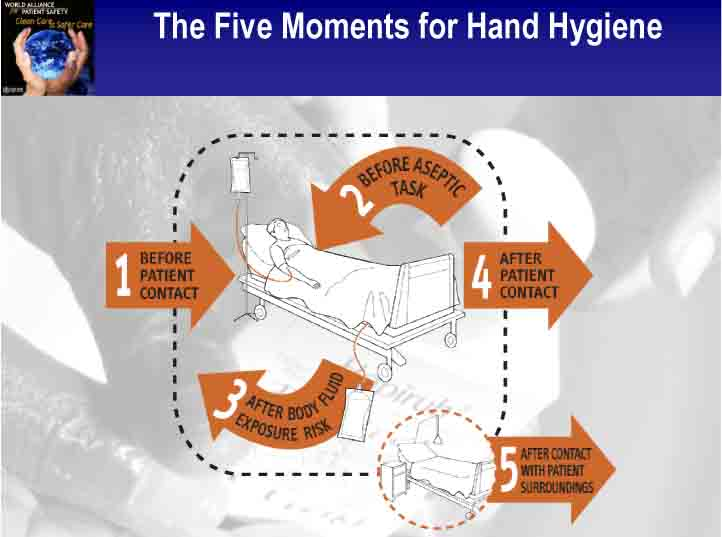 WORLD ALLIANCE
for PATIENT SAFETY
Clean Care is Safer Care
The Five Moments for Hand Hygiene
1 BEFORE
PATIENT
CONTACT
2 BEFORE ASEPTIC
TASK
3 AFTER BODY FLUID
EXPOSURE RISK
4 AFTER
PATIENT
CONTACT
5 AFTER CONTACT
WITH PATIENT
SURROUNDINGS